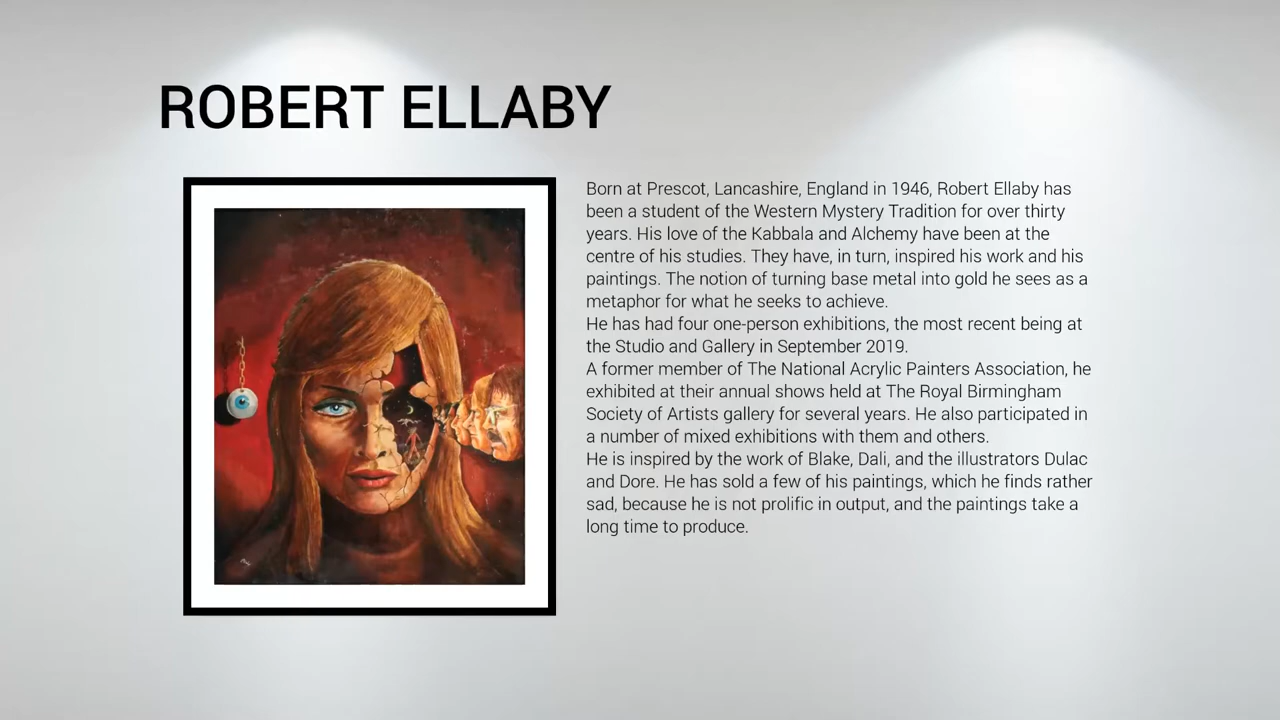 ROBERT ELLABY
Born at Prescot, Lancashire, England in 1946, Robert Ellaby has
been a student of the Western Mystery Tradition for over thirty
years. His love of the Kabbala and Alchemy have been at the
centre of his studies. They have, in turn, inspired his work and his
paintings. The notion of turning base metal into gold he sees as a
metaphor for what he seeks to achieve.
He has had four one-person exhibitions, the most recent being at
the Studio and Gallery in September 2019.
A former member of The National Acrylic Painters Association, he
exhibited at their annual shows held at The Royal Birmingham
Society of Artists gallery for several years. He also participated in
a number of mixed exhibitions with them and others.
He is inspired by the work of Blake, Dali, and the illustrators Dulac
and Dore. He has sold a few of his paintings, which he finds rather
sad, because he is not prolific in output, and the paintings take a
long time to produce.